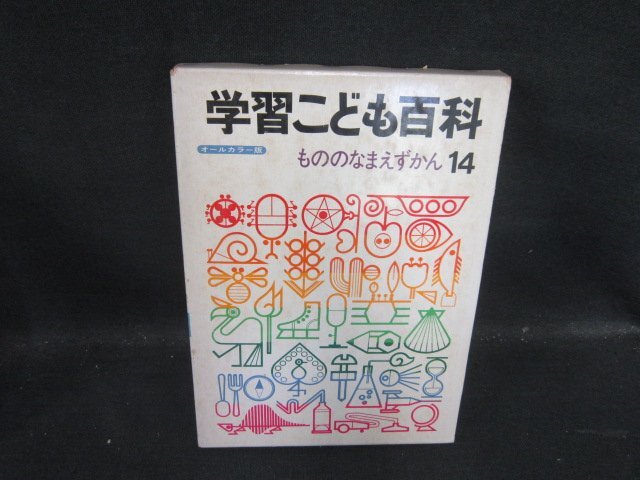 学習こども百科
オールカラー版
もののなまえずかん 14